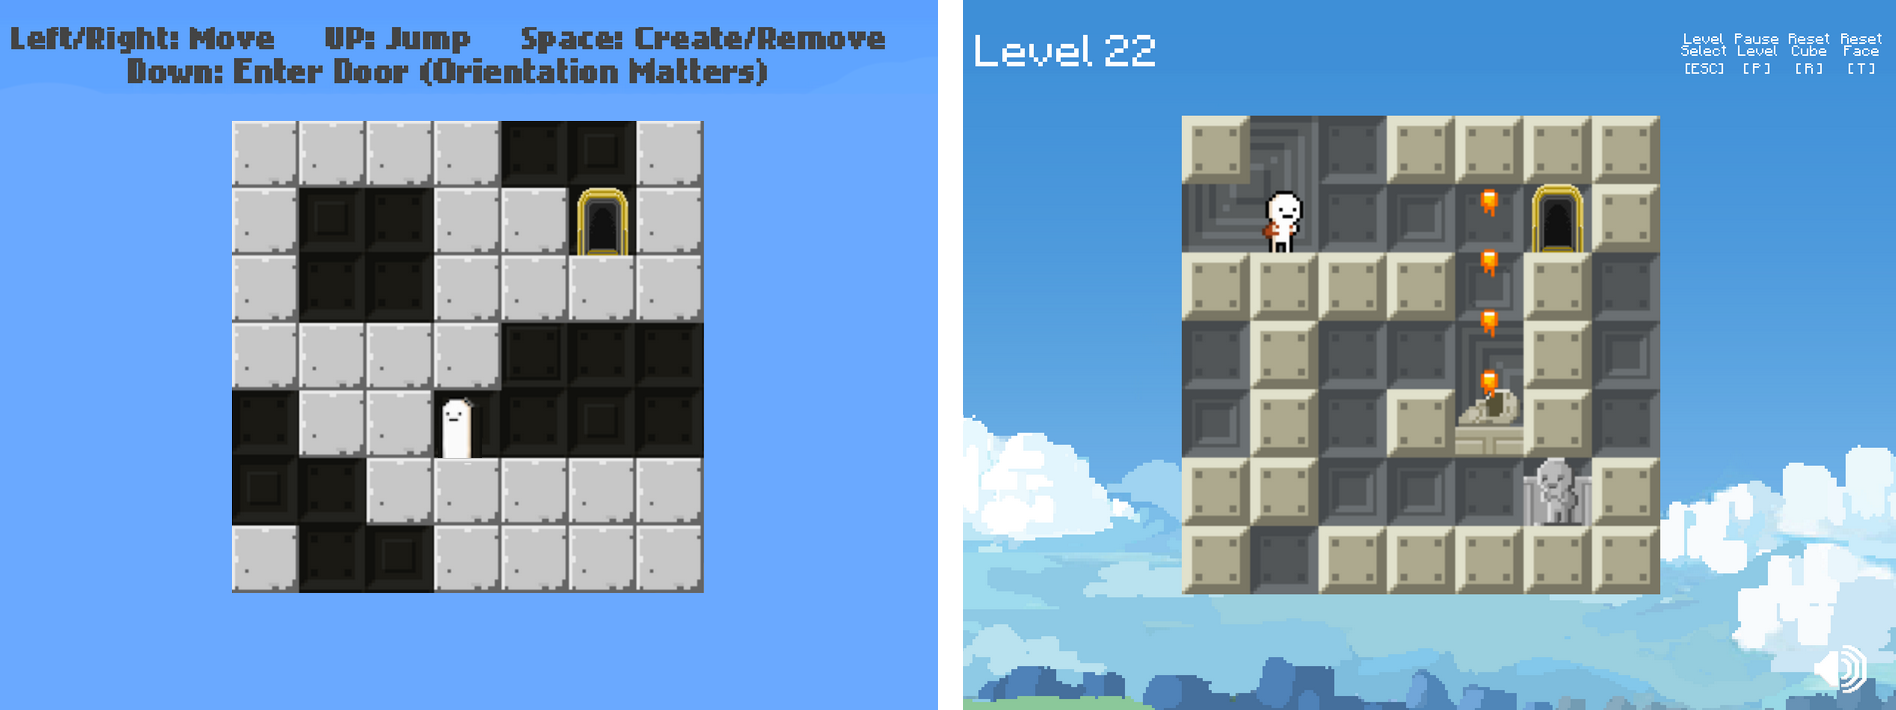 Left/Right: Move UP: Jump Space: Create/Remove
Down: Enter Door (Orientation Matters)
Level 22
Level Select [ESC]
Pause Level [P]
Reset Cube [R]
Reset Face [T]